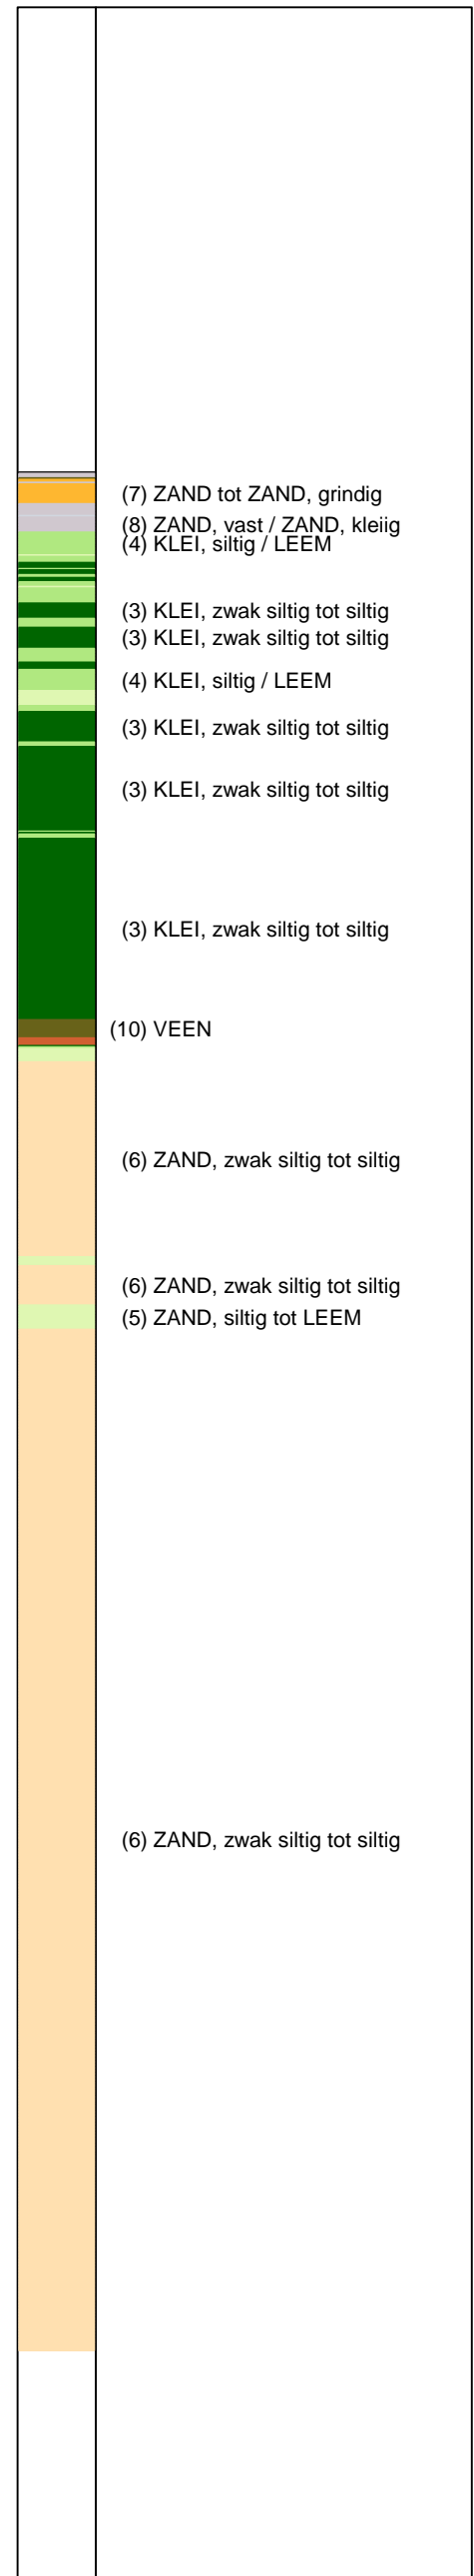 (7) ZAND tot ZAND, grindig
(8) ZAND, vast / ZAND, kleiig
(4) KLEI, siltig / LEEM
(3) KLEI, zwak siltig tot siltig
(3) KLEI, zwak siltig tot siltig
(4) KLEI, siltig / LEEM
(3) KLEI, zwak siltig tot siltig
(3) KLEI, zwak siltig tot siltig
(3) KLEI, zwak siltig tot siltig
(10) VEEN
(6) ZAND, zwak siltig tot siltig
(6) ZAND, zwak siltig tot siltig
(5) ZAND, siltig tot LEEM
(6) ZAND, zwak siltig tot siltig